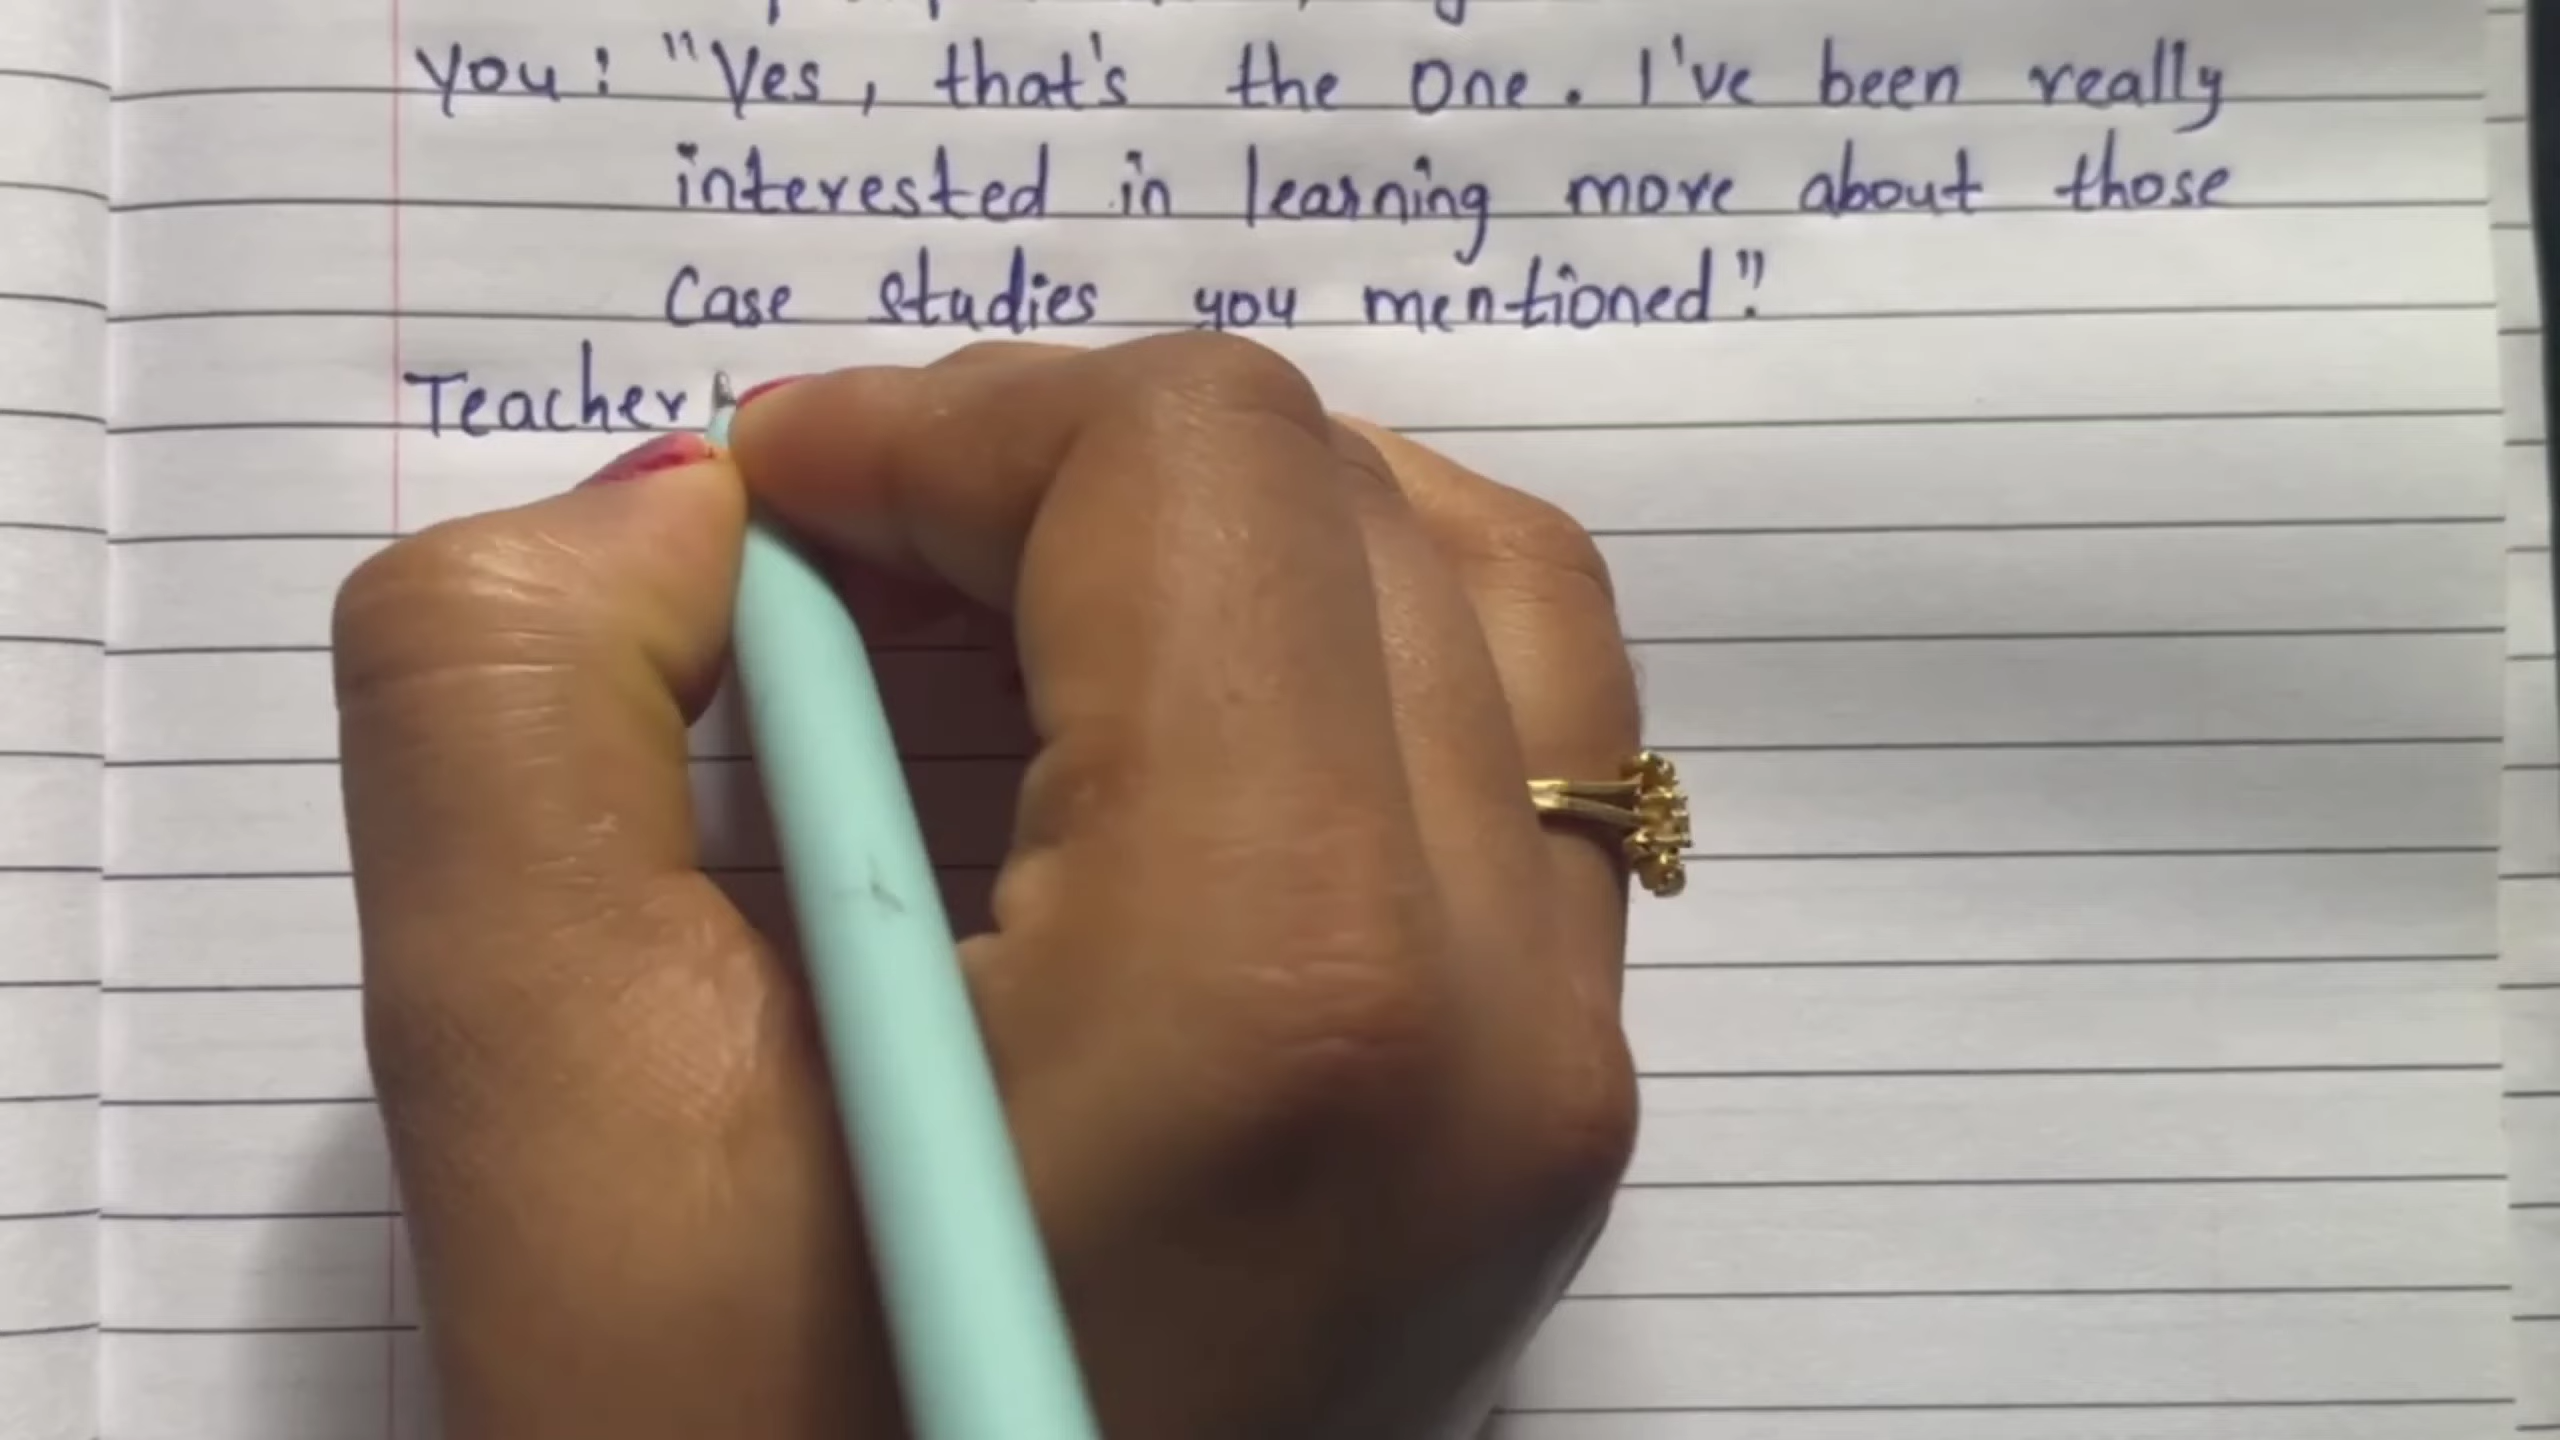 You : "Yes, that's the one. I've been really
interested in learning more about those
case studies you mentioned."
Teacher